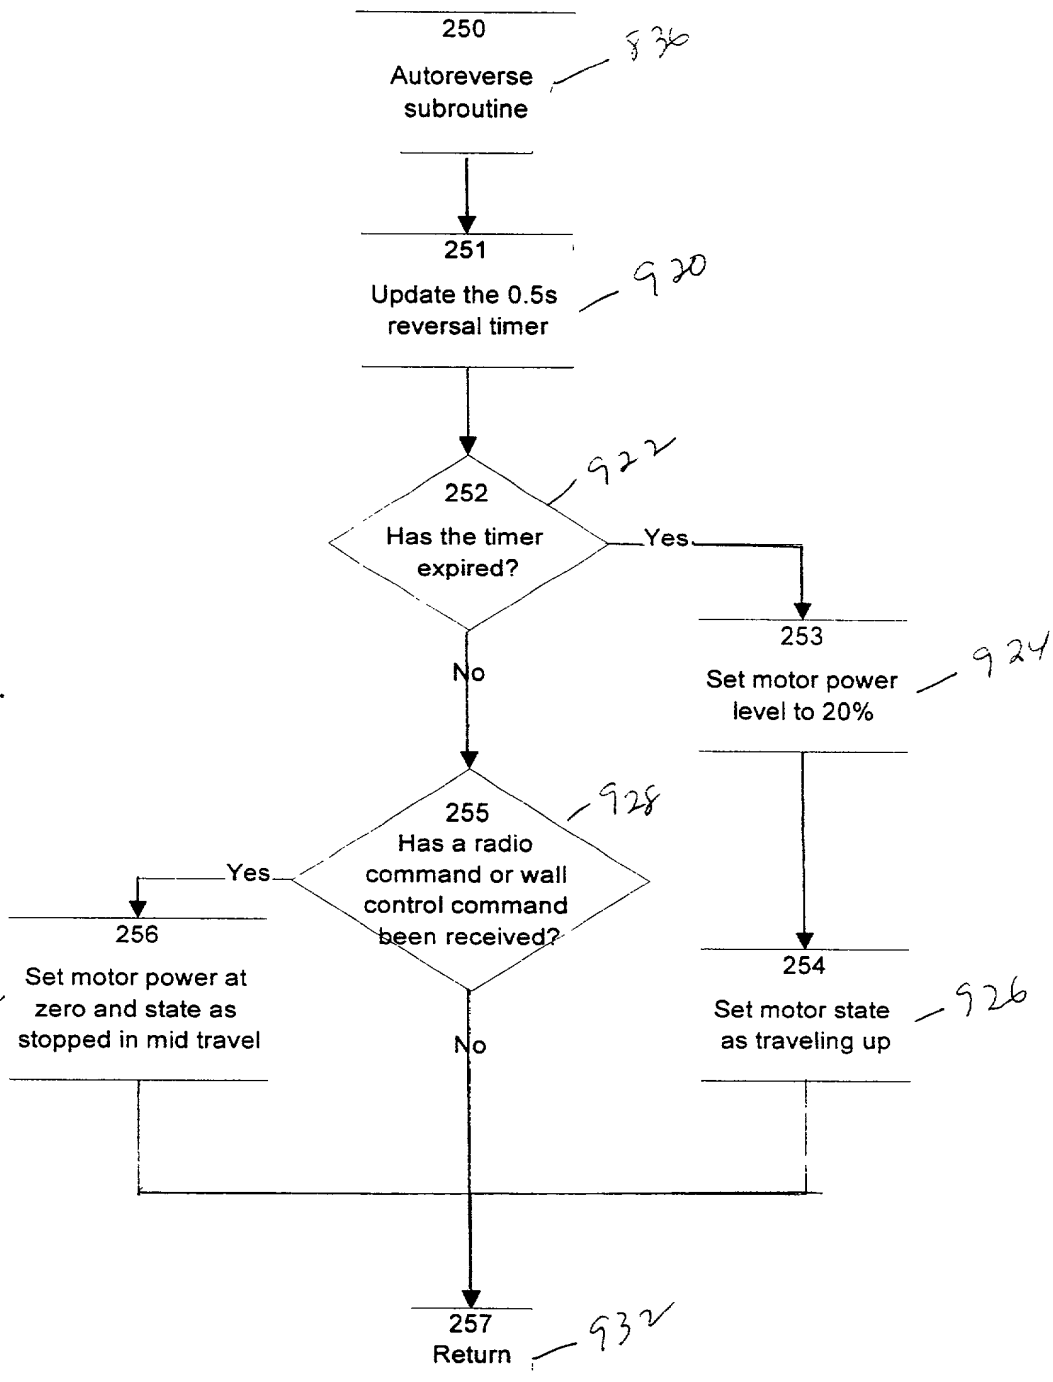 250
Autoreverse
subroutine
836
251
Update the 0.5s
reversal timer
920
252
Has the timer
expired?
922
Yes
No
253
Set motor power
level to 20%
924
255
Has a radio
command or wall
control command
been received?
928
Yes
No
256
Set motor power at
zero and state as
stopped in mid travel
254
Set motor state
as traveling up
926
257
Return
932